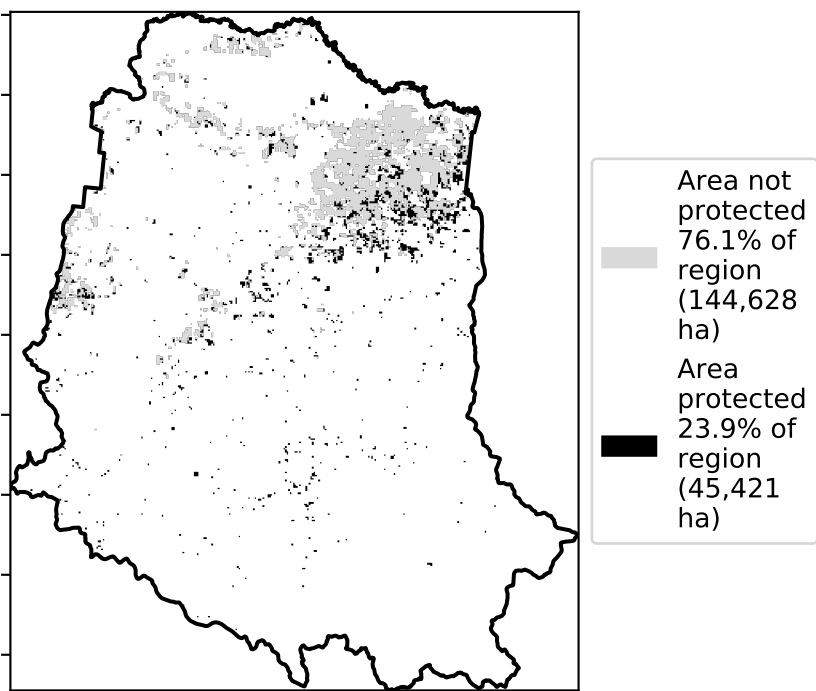 Area not
protected
76.1% of
region
(144,628
ha)
Area
protected
23.9% of
region
(45,421
ha)